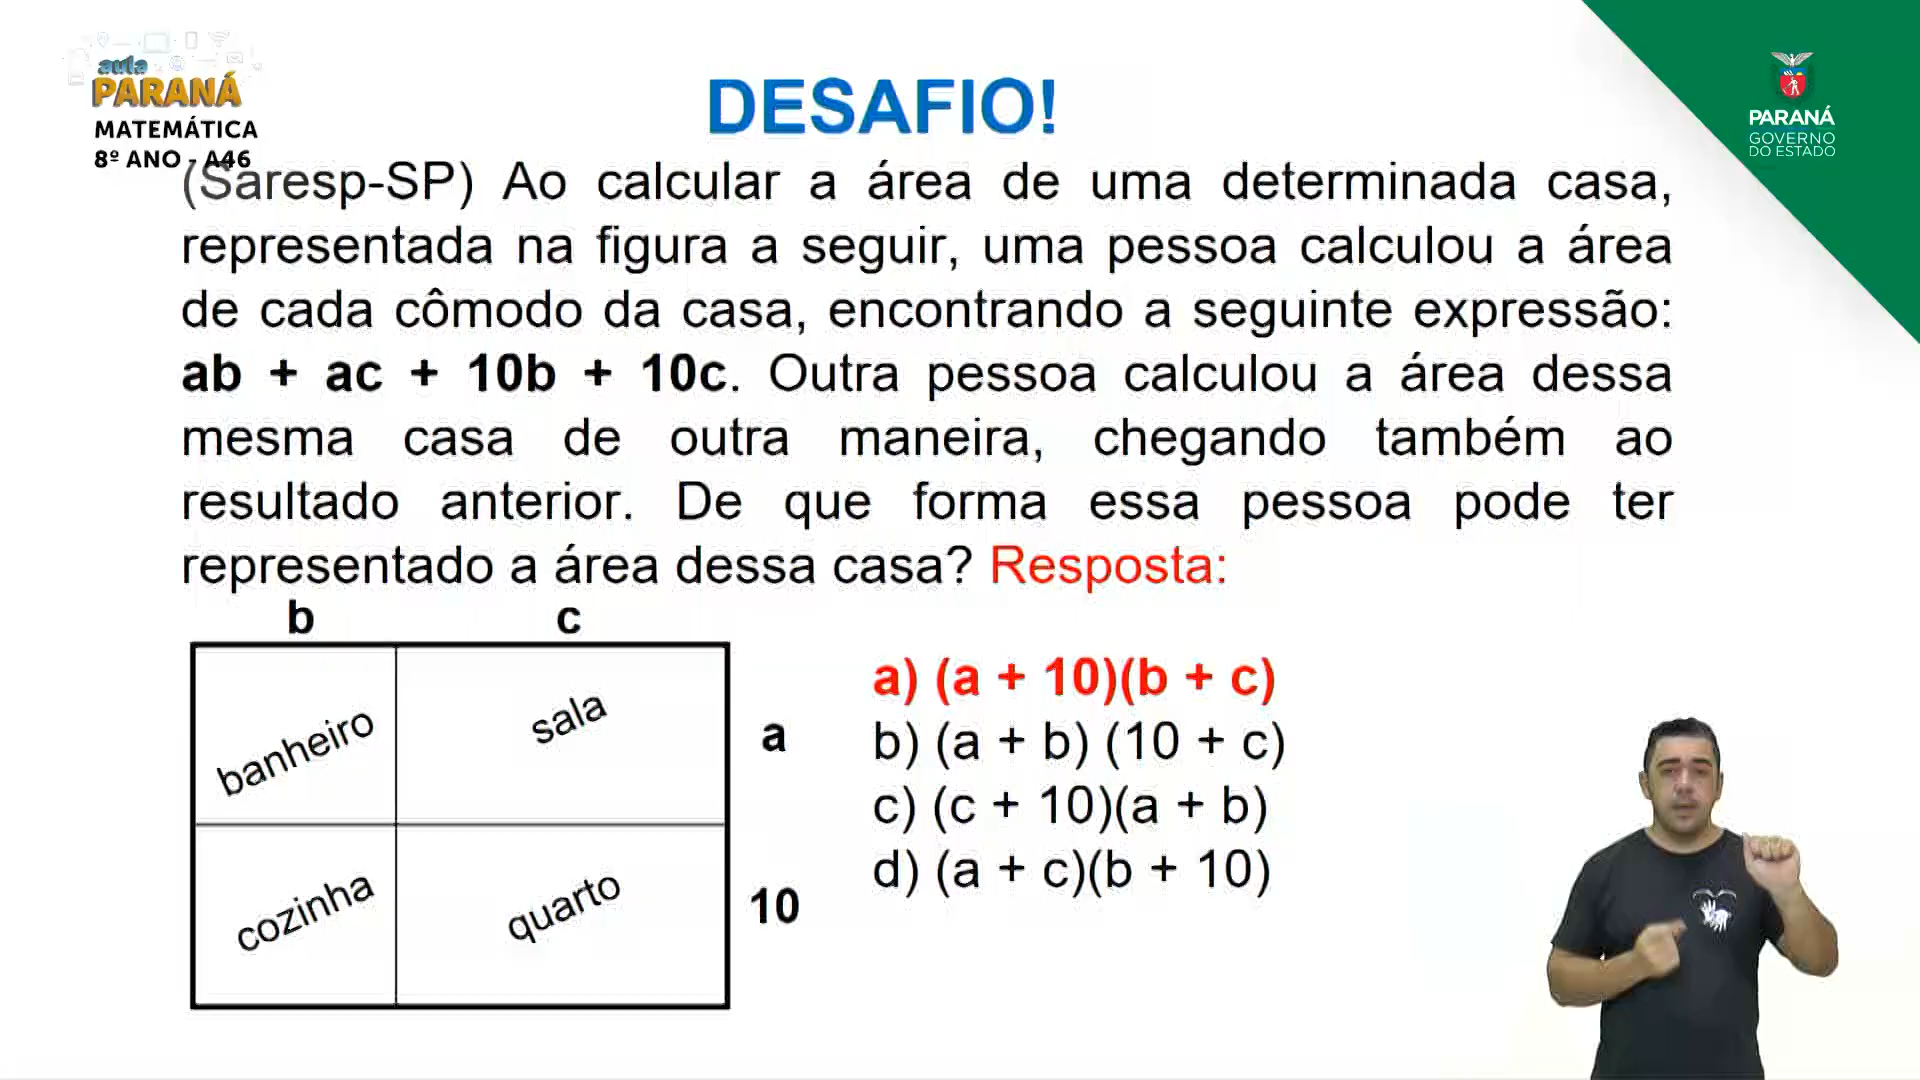 aula
PARANÁ
MATEMÁTICA
8º ANO - A46
DESAFIO!
PARANÁ
GOVERNO
DO ESTADO
(Saresp-SP) Ao calcular a área de uma determinada casa,
representada na figura a seguir, uma pessoa calculou a área
de cada cômodo da casa, encontrando a seguinte expressão:
ab + ac + 10b + 10c. Outra pessoa calculou a área dessa
mesma casa de outra maneira, chegando também ao
resultado anterior. De que forma essa pessoa pode ter
representado a área dessa casa? Resposta:
b c
banheiro sala a
cozinha quarto 10
a) (a + 10)(b + c)
b) (a + b) (10 + c)
c) (c + 10)(a + b)
d) (a + c)(b + 10)